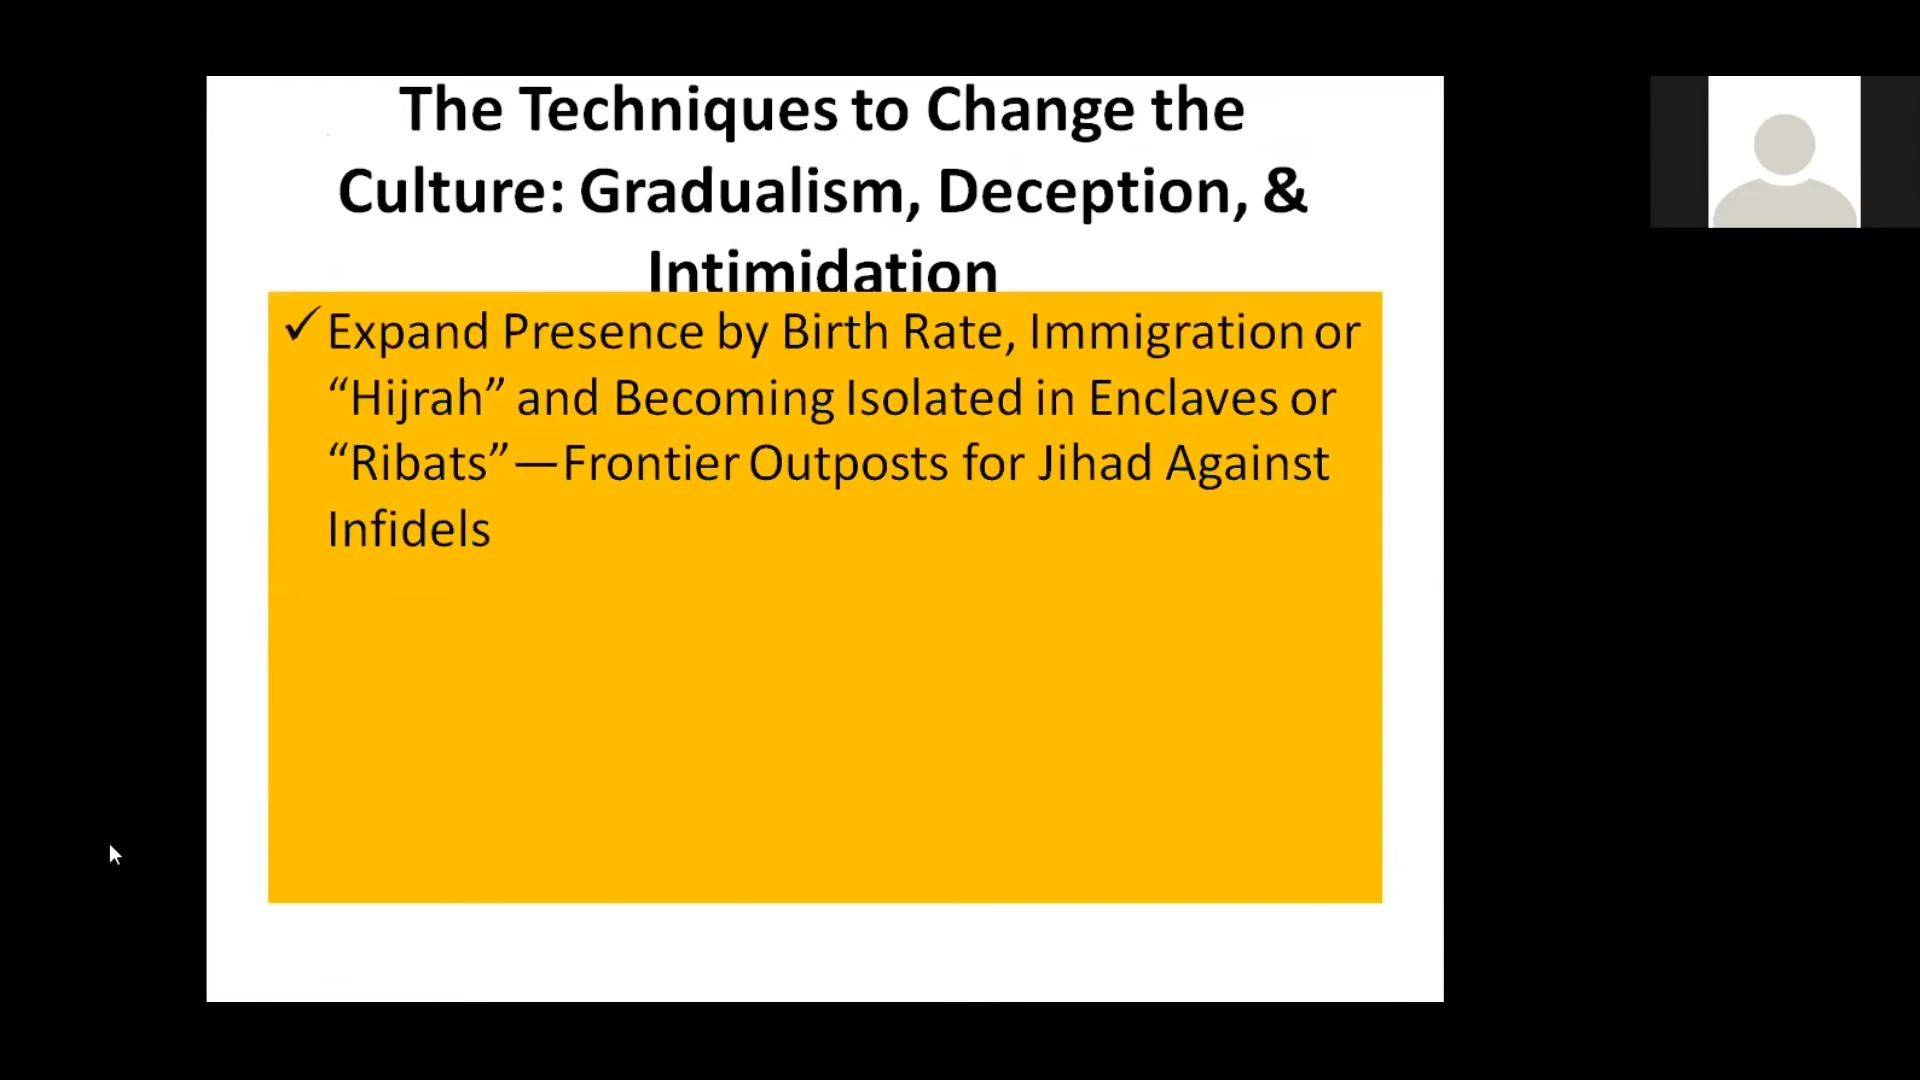 The Techniques to Change the
Culture: Gradualism, Deception, &
Intimidation
✓Expand Presence by Birth Rate, Immigration or
“Hijrah” and Becoming Isolated in Enclaves or
“Ribats”—Frontier Outposts for Jihad Against
Infidels